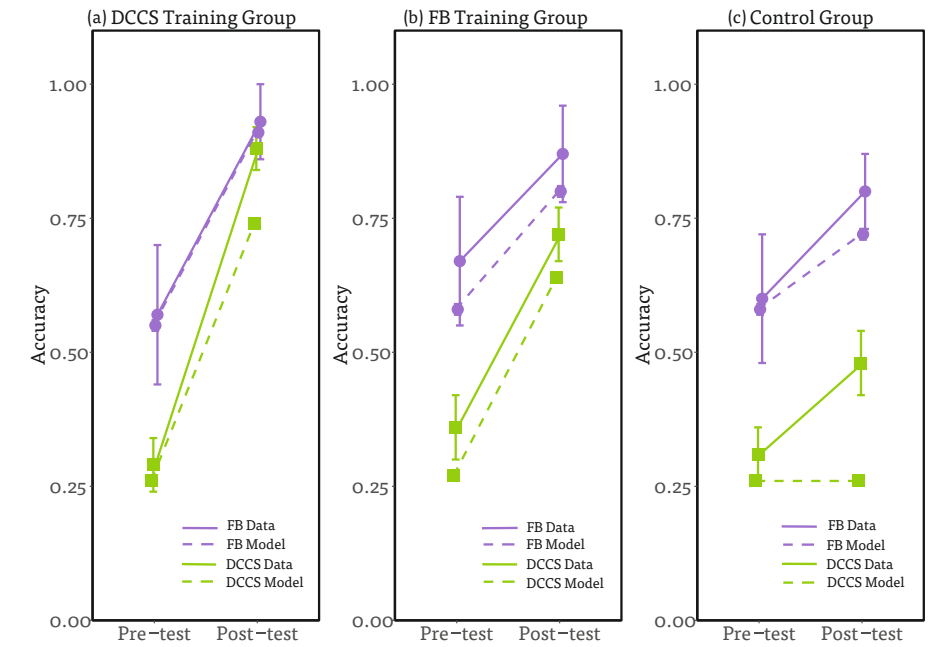 (a) DCCS Training Group
1.00
0.75
0.50
0.25
0.00
Accuracy
FB Data
FB Model
DCCS Data
DCCS Model
Pre-test
Post-test
(b) FB Training Group
1.00
0.75
0.50
0.25
0.00
Accuracy
FB Data
FB Model
DCCS Data
DCCS Model
Pre-test
Post-test
(c) Control Group
1.00
0.75
0.50
0.25
0.00
Accuracy
FB Data
FB Model
DCCS Data
DCCS Model
Pre-test
Post-test